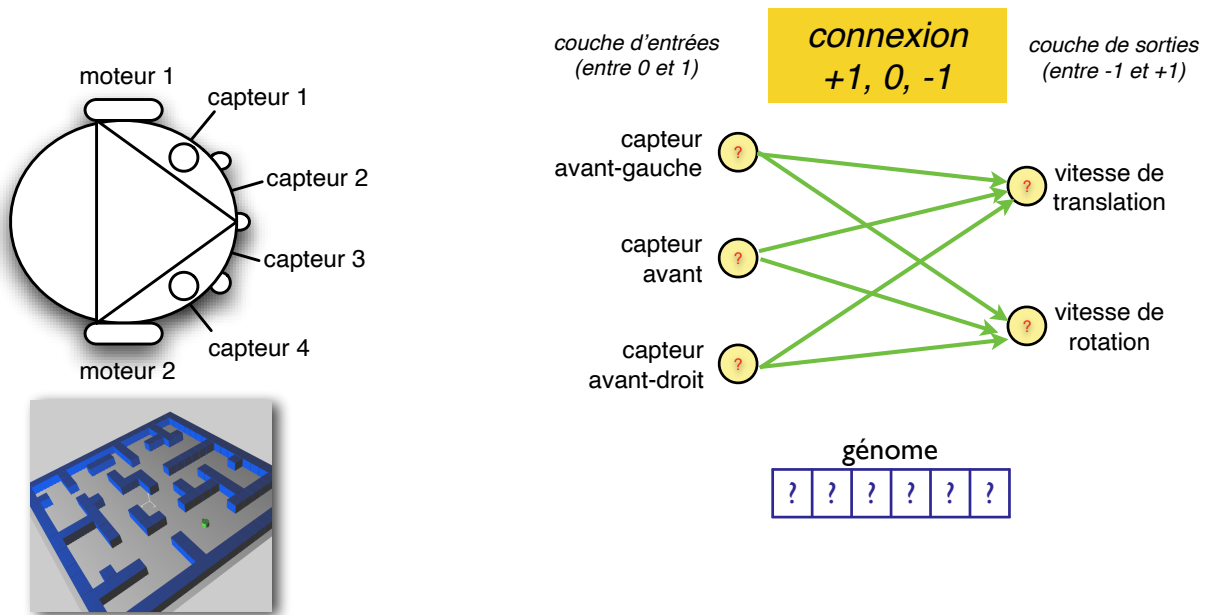 moteur 1
capteur 1
capteur 2
capteur 3
capteur 4
moteur 2
couche d'entrées
(entre 0 et 1)
connexion
+1, 0, -1
couche de sorties
(entre -1 et +1)
capteur
avant-gauche
?
?
vitesse de
translation
capteur
avant
?
?
vitesse de
rotation
capteur
avant-droit
?
génome
? ? ? ? ? ?